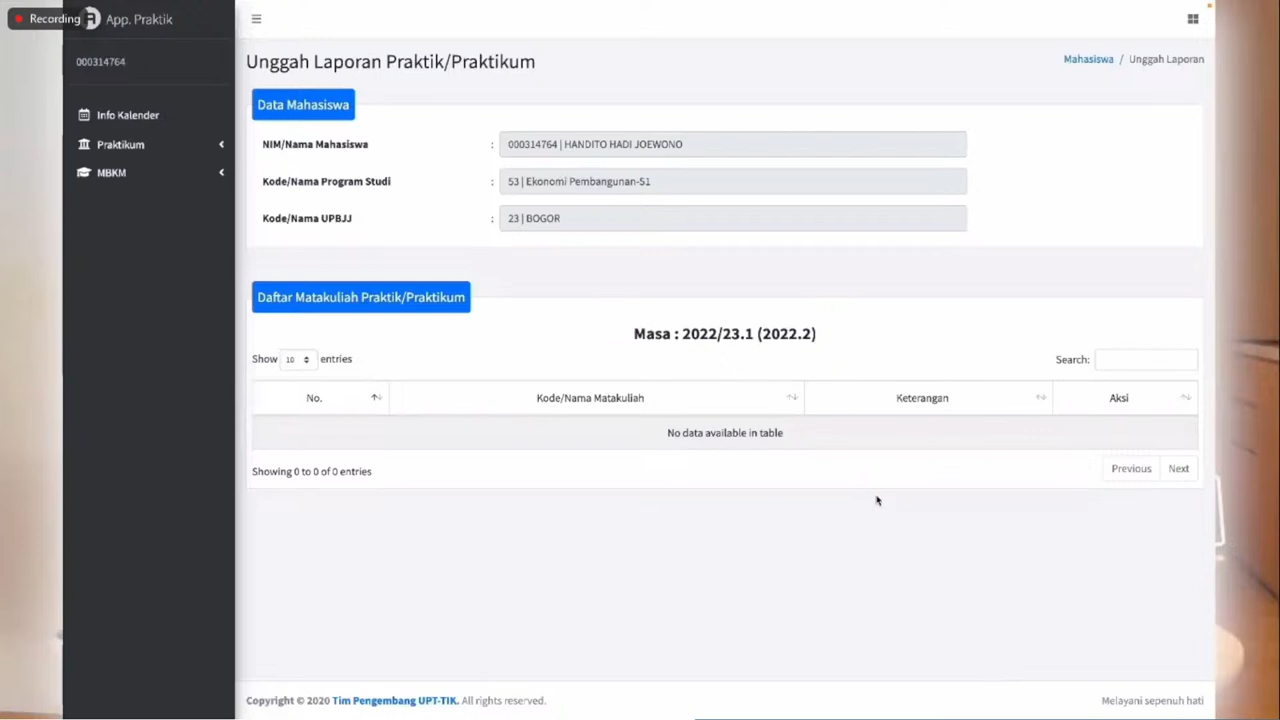 Recording
App. Praktik
000314764
Info Kalender
Praktikum
MBKM
Unggah Laporan Praktik/Praktikum
Mahasiswa / Unggah Laporan
Data Mahasiswa
NIM/Nama Mahasiswa : 000314764 | HANDITO HADI JOEWONO
Kode/Nama Program Studi : 53 | Ekonomi Pembangunan-S1
Kode/Nama UPBJJ : 23 | BOGOR
Daftar Matakuliah Praktik/Praktikum
Masa : 2022/23.1 (2022.2)
Show 10 entries Search:
No. Kode/Nama Matakuliah Keterangan Aksi
No data available in table
Showing 0 to 0 of 0 entries Previous Next
Copyright © 2020 Tim Pengembang UPT-TIK. All rights reserved. Melayani sepenuh hati